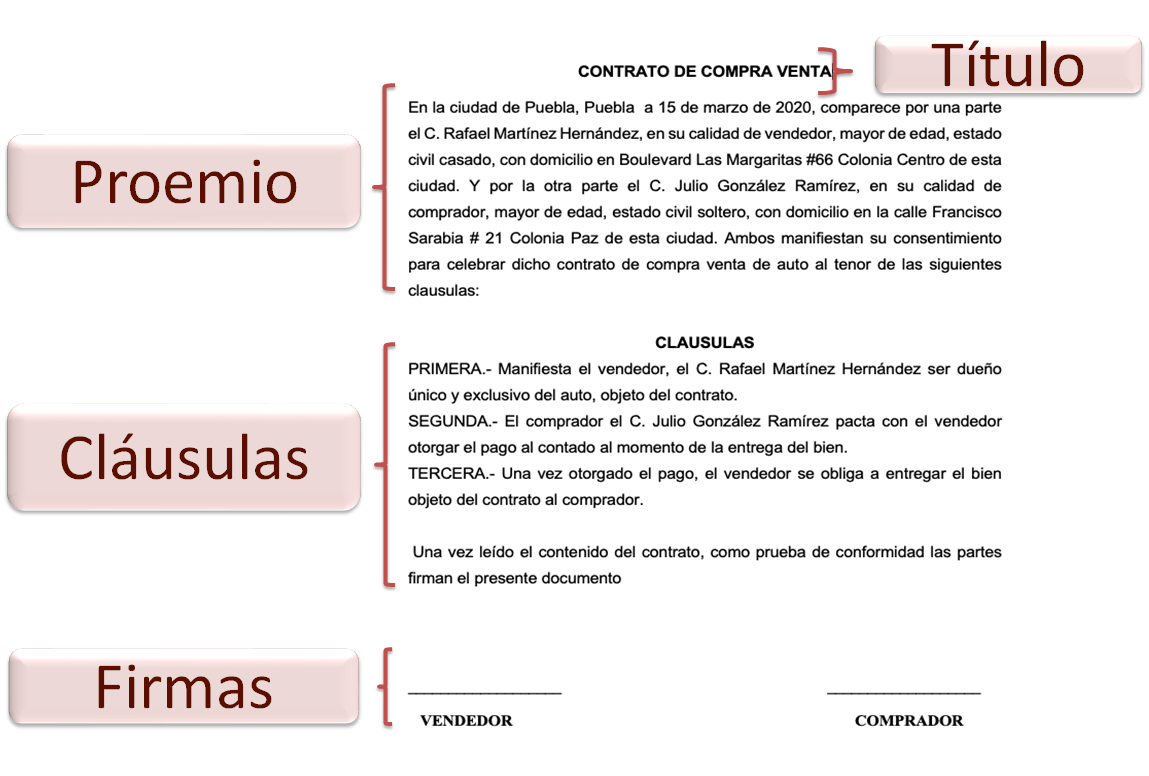 Título
CONTRATO DE COMPRA VENTA
Proemio
En la ciudad de Puebla, Puebla a 15 de marzo de 2020, comparece por una parte
el C. Rafael Martínez Hernández, en su calidad de vendedor, mayor de edad, estado
civil casado, con domicilio en Boulevard Las Margaritas #66 Colonia Centro de esta
ciudad. Y por la otra parte el C. Julio González Ramírez, en su calidad de
comprador, mayor de edad, estado civil soltero, con domicilio en la calle Francisco
Sarabia # 21 Colonia Paz de esta ciudad. Ambos manifiestan su consentimiento
para celebrar dicho contrato de compra venta de auto al tenor de las siguientes
clausulas:
Cláusulas
CLAUSULAS
PRIMERA.- Manifiesta el vendedor, el C. Rafael Martínez Hernández ser dueño
único y exclusivo del auto, objeto del contrato.
SEGUNDA.- El comprador el C. Julio González Ramírez pacta con el vendedor
otorgar el pago al contado al momento de la entrega del bien.
TERCERA.- Una vez otorgado el pago, el vendedor se obliga a entregar el bien
objeto del contrato al comprador.
Una vez leído el contenido del contrato, como prueba de conformidad las partes
firman el presente documento
Firmas
VENDEDOR
COMPRADOR